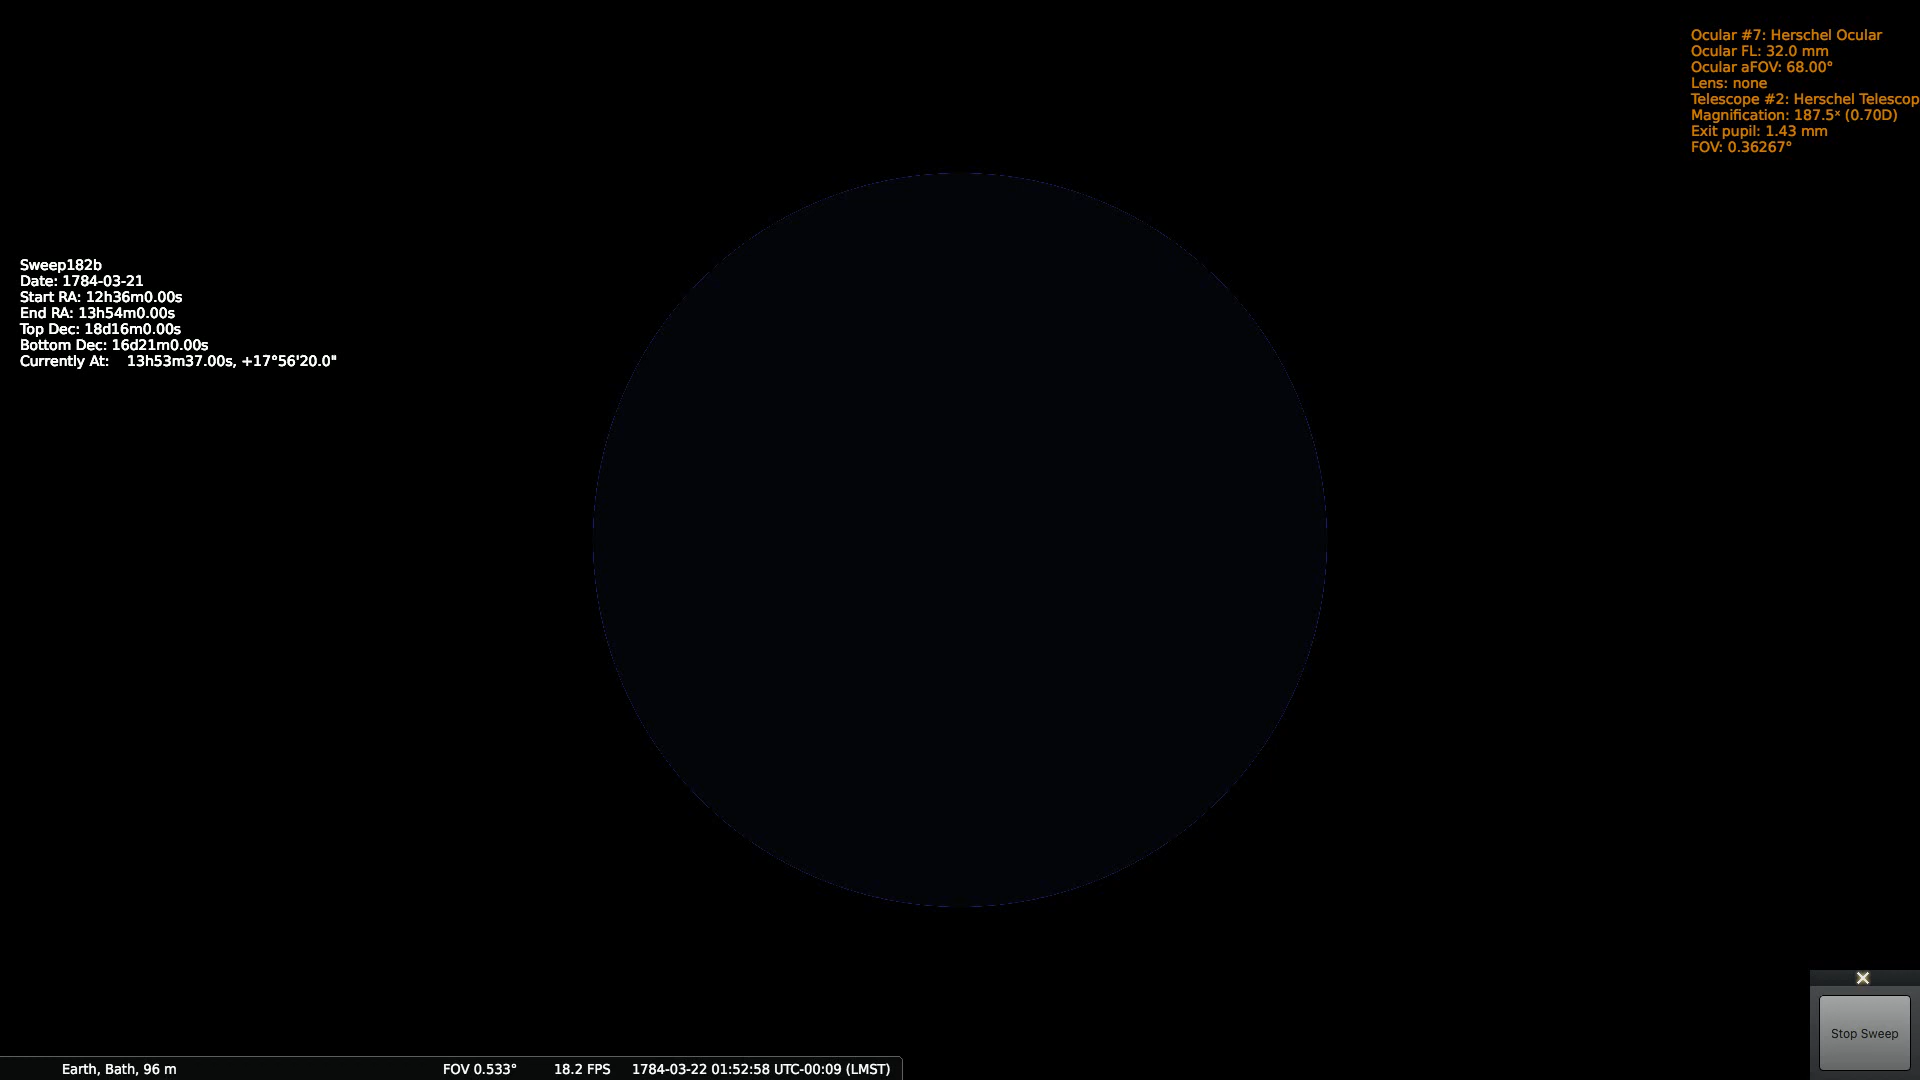 Ocular #7: Herschel Ocular
Ocular FL: 32.0 mm
Ocular aFOV: 68.00°
Lens: none
Telescope #2: Herschel Telescop
Magnification: 187.5ˣ (0.70D)
Exit pupil: 1.43 mm
FOV: 0.36267°
Sweep182b
Date: 1784-03-21
Start RA: 12h36m0.00s
End RA: 13h54m0.00s
Top Dec: 18d16m0.00s
Bottom Dec: 16d21m0.00s
Currently At: 13h53m37.00s, +17°56'20.0"
Stop Sweep
Earth, Bath, 96 m FOV 0.533° 18.2 FPS 1784-03-22 01:52:58 UTC-00:09 (LMST)